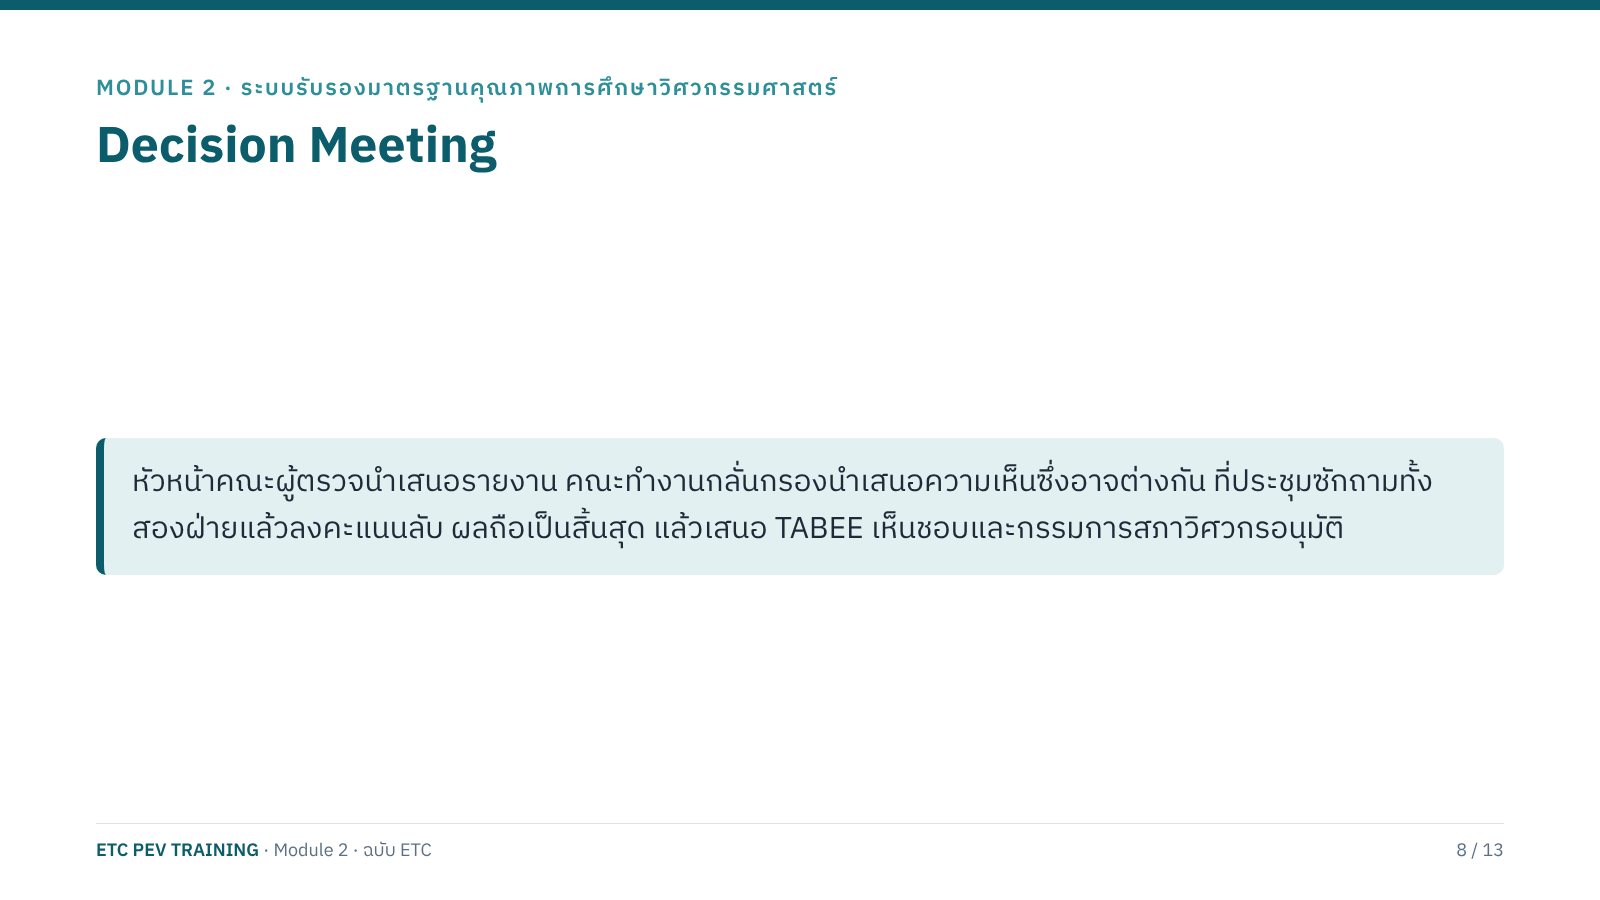 MODULE 2 · ระบบรับรองมาตรฐานคุณภาพการศึกษาวิศวกรรมศาสตร์
Decision Meeting
หัวหน้าคณะผู้ตรวจนำเสนอรายงาน คณะทำงานกลั่นกรองนำเสนอความเห็นซึ่งอาจต่างกัน ที่ประชุมซักถามทั้ง
สองฝ่ายแล้วลงคะแนนลับ ผลถือเป็นสิ้นสุด แล้วเสนอ TABEE เห็นชอบและกรรมการสภาวิศวกรอนุมัติ
ETC PEV TRAINING · Module 2 · ฉบับ ETC
8 / 13